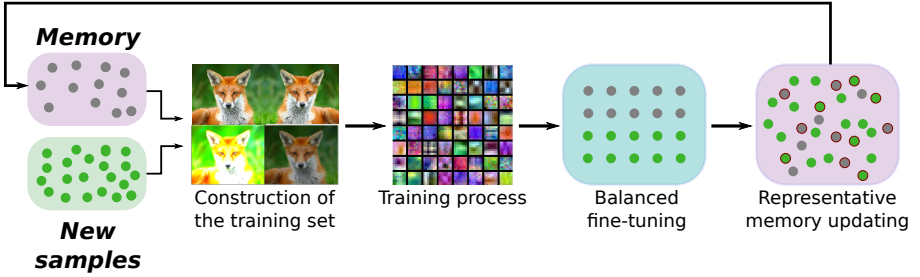 Memory
New
samples
Construction of
the training set
Training process
Balanced
fine-tuning
Representative
memory updating